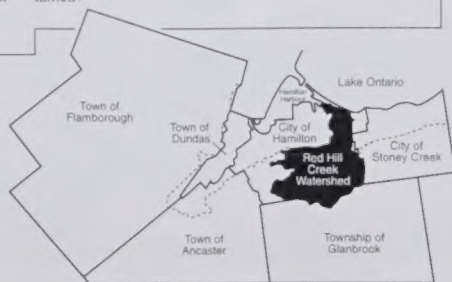 Lake Ontario
Hamilton
Harbour
Town of
Flamborough
Town of
Dundas
City of
Hamilton
City of
Stoney Creek
Red Hill
Creek
Watershed
Town of
Ancaster
Township of
Glanbrook